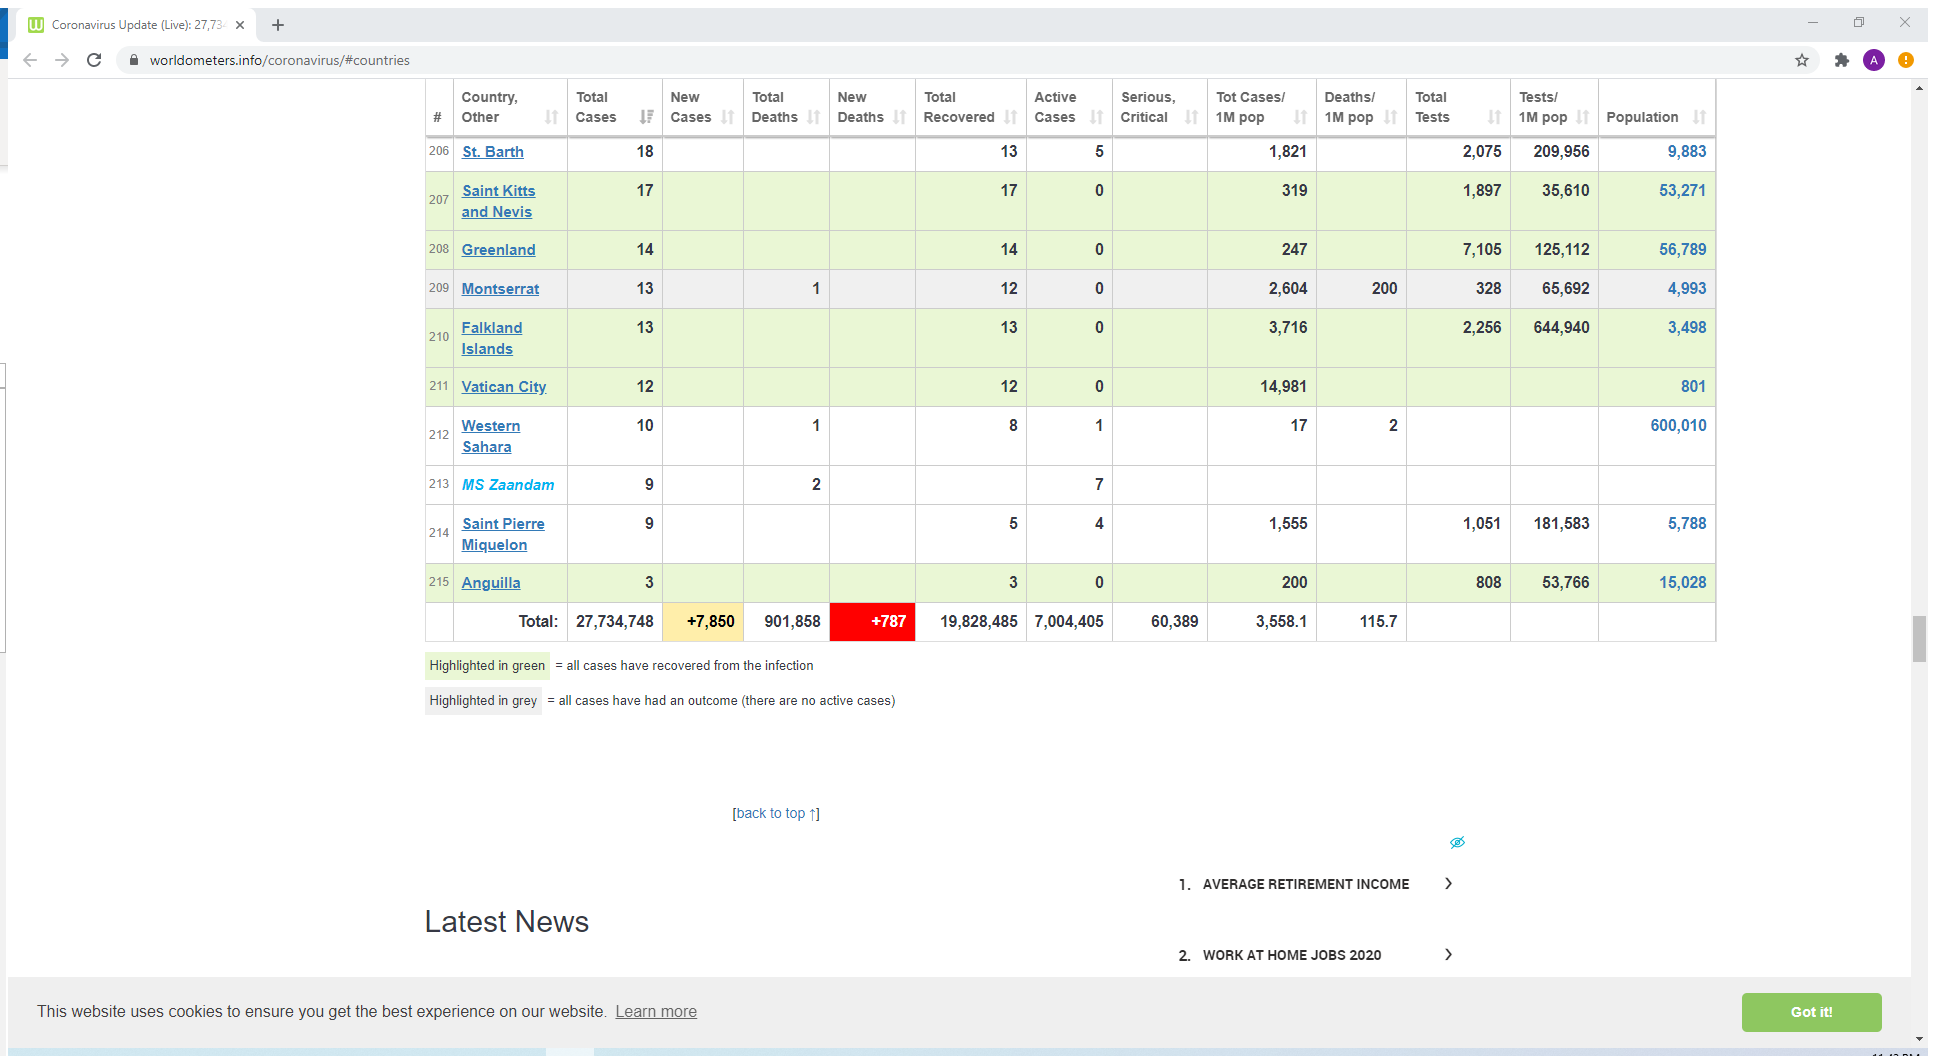 Coronavirus Update (Live): 27,73
worldometers.info/coronavirus/#countries
A
# Country, Other Total Cases New Cases Total Deaths New Deaths Total Recovered Active Cases Serious, Critical Tot Cases/ 1M pop Deaths/ 1M pop Total Tests Tests/ 1M pop Population
206 St. Barth 18 13 5 1,821 2,075 209,956 9,883
207 Saint Kitts and Nevis 17 17 0 319 1,897 35,610 53,271
208 Greenland 14 14 0 247 7,105 125,112 56,789
209 Montserrat 13 1 12 0 2,604 200 328 65,692 4,993
210 Falkland Islands 13 13 0 3,716 2,256 644,940 3,498
211 Vatican City 12 12 0 14,981 801
212 Western Sahara 10 1 8 1 17 2 600,010
213 MS Zaandam 9 2 7
214 Saint Pierre Miquelon 9 5 4 1,555 1,051 181,583 5,788
215 Anguilla 3 3 0 200 808 53,766 15,028
Total: 27,734,748 +7,850 901,858 +787 19,828,485 7,004,405 60,389 3,558.1 115.7
Highlighted in green = all cases have recovered from the infection
Highlighted in grey = all cases have had an outcome (there are no active cases)
[back to top ↑]
1. AVERAGE RETIREMENT INCOME
Latest News
2. WORK AT HOME JOBS 2020
This website uses cookies to ensure you get the best experience on our website. Learn more
Got it!